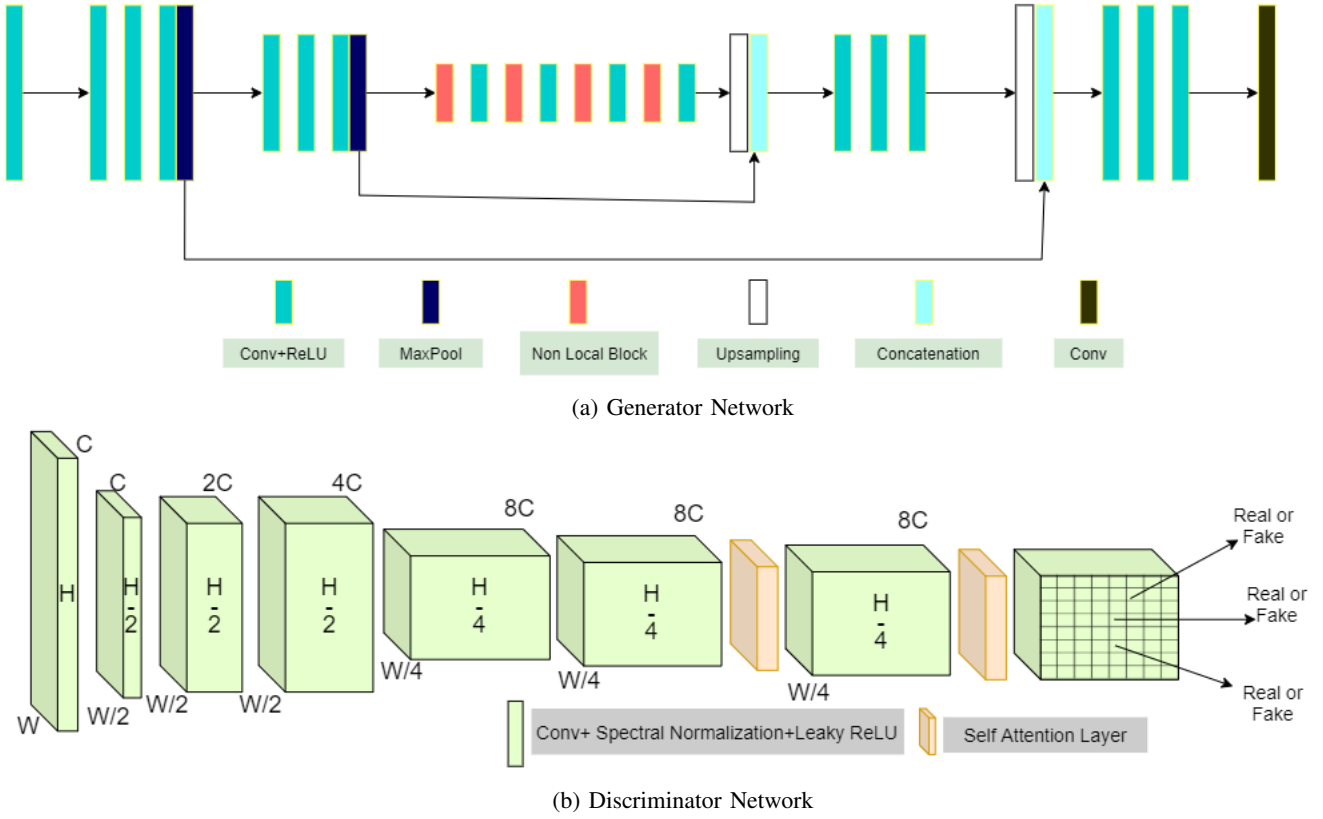 Conv+ReLU
MaxPool
Non Local Block
Upsampling
Concatenation
Conv
(a) Generator Network
C
H
W
C
H
-
2
W/2
2C
H
-
2
W/2
4C
H
-
2
W/2
8C
H
-
4
W/4
8C
H
-
4
W/4
8C
H
-
4
W/4
Real or
Fake
Real or
Fake
Real or
Fake
Conv+ Spectral Normalization+Leaky ReLU
Self Attention Layer
(b) Discriminator Network